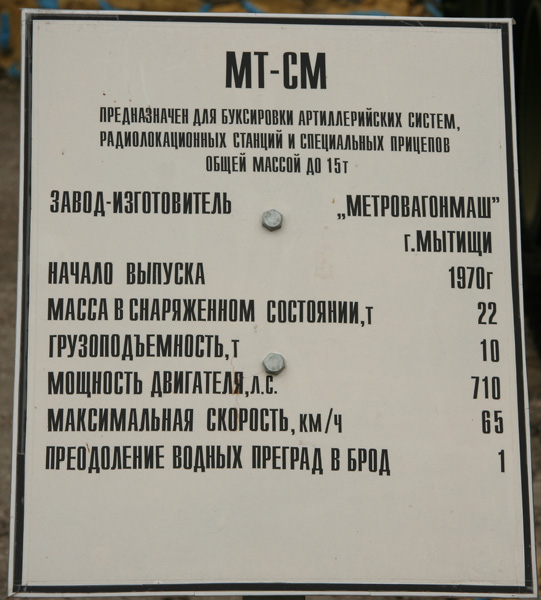 МТ-СМ
ПРЕДНАЗНАЧЕН ДЛЯ БУКСИРОВКИ АРТИЛЛЕРИЙСКИХ СИСТЕМ,
РАДИОЛОКАЦИОННЫХ СТАНЦИЙ И СПЕЦИАЛЬНЫХ ПРИЦЕПОВ
ОБЩЕЙ МАССОЙ ДО 15т
ЗАВОД-ИЗГОТОВИТЕЛЬ „МЕТРОВАГОНМАШ”
г.МЫТИЩИ
НАЧАЛО ВЫПУСКА 1970г
МАССА В СНАРЯЖЕННОМ СОСТОЯНИИ,т 22
ГРУЗОПОДЪЕМНОСТЬ,т 10
МОЩНОСТЬ ДВИГАТЕЛЯ,л.с. 710
МАКСИМАЛЬНАЯ СКОРОСТЬ, км/ч 65
ПРЕОДОЛЕНИЕ ВОДНЫХ ПРЕГРАД В БРОД 1